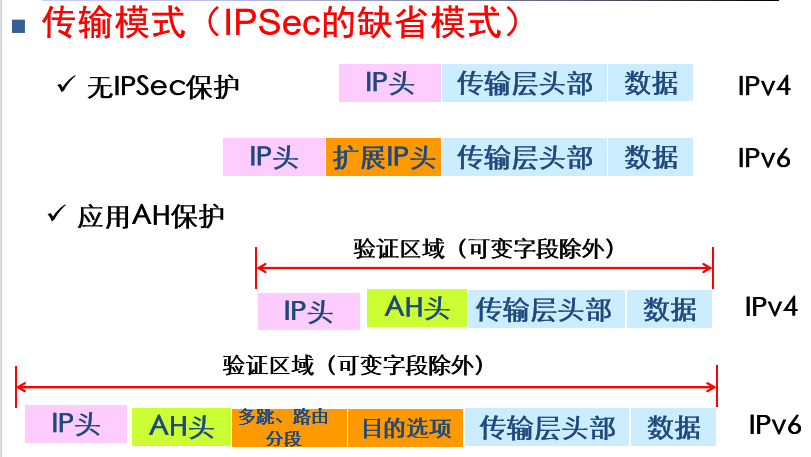 传输模式（IPSec的缺省模式）
无IPSec保护
IP头 传输层头部 数据 IPv4
IP头 扩展IP头 传输层头部 数据 IPv6
应用AH保护
验证区域（可变字段除外）
IP头 AH头 传输层头部 数据 IPv4
验证区域（可变字段除外）
IP头 AH头 多跳、路由 分段 目的选项 传输层头部 数据 IPv6